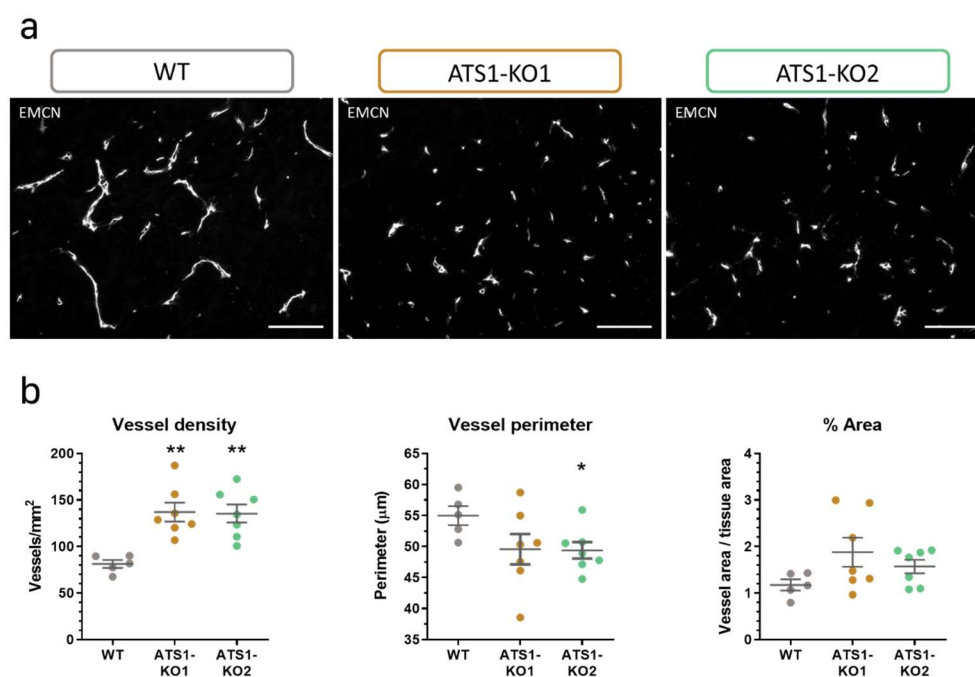 a
WT
ATS1-KO1
ATS1-KO2
EMCN
EMCN
EMCN
b
Vessel density
Vessels/mm²
200
150
100
50
0
**
**
WT
ATS1-
KO1
ATS1-
KO2
Vessel perimeter
Perimeter (μm)
65
60
55
50
45
40
35
*
WT
ATS1-
KO1
ATS1-
KO2
% Area
Vessel area / tissue area
4
3
2
1
0
WT
ATS1-
KO1
ATS1-
KO2